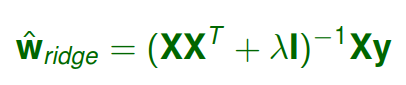 ŵ_ridge = (XX^T + λI)^−1 Xy